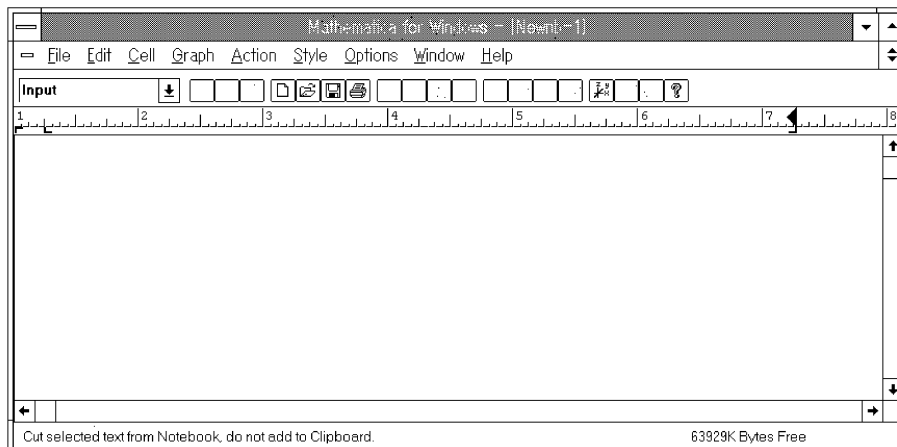 Mathematica for Windows - [Newnb-1]
File Edit Cell Graph Action Style Options Window Help
Input
1 2 3 4 5 6 7 8
Cut selected text from Notebook, do not add to Clipboard. 63929K Bytes Free